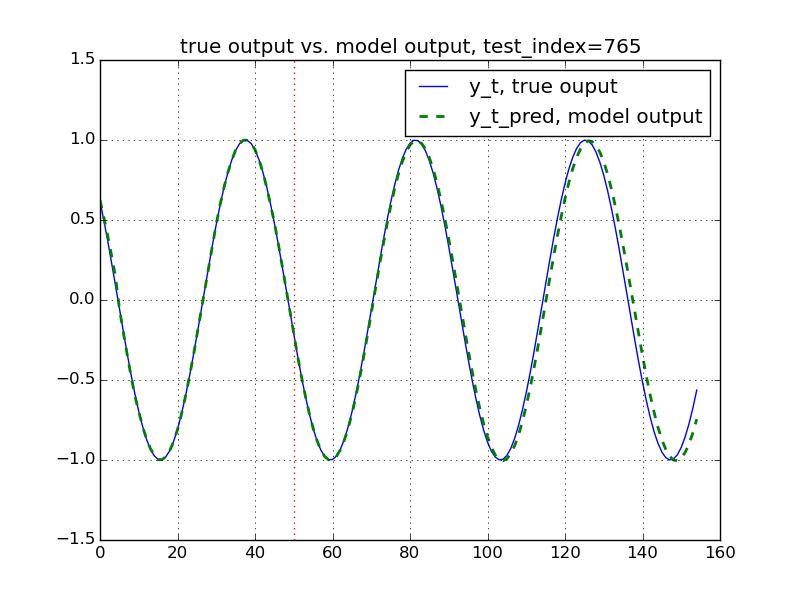 true output vs. model output, test_index=765
1.5
1.0
0.5
0.0
−0.5
−1.0
−1.5
y_t, true ouput
y_t_pred, model output
0 20 40 60 80 100 120 140 160